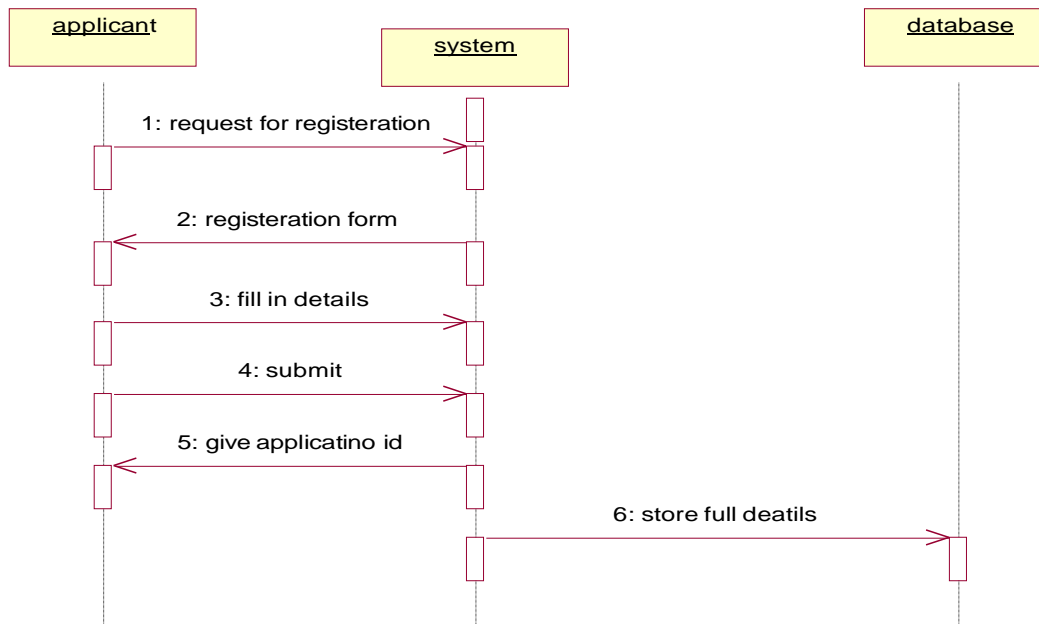 applicant
system
database
1: request for registeration
2: registeration form
3: fill in details
4: submit
5: give applicatino id
6: store full deatils